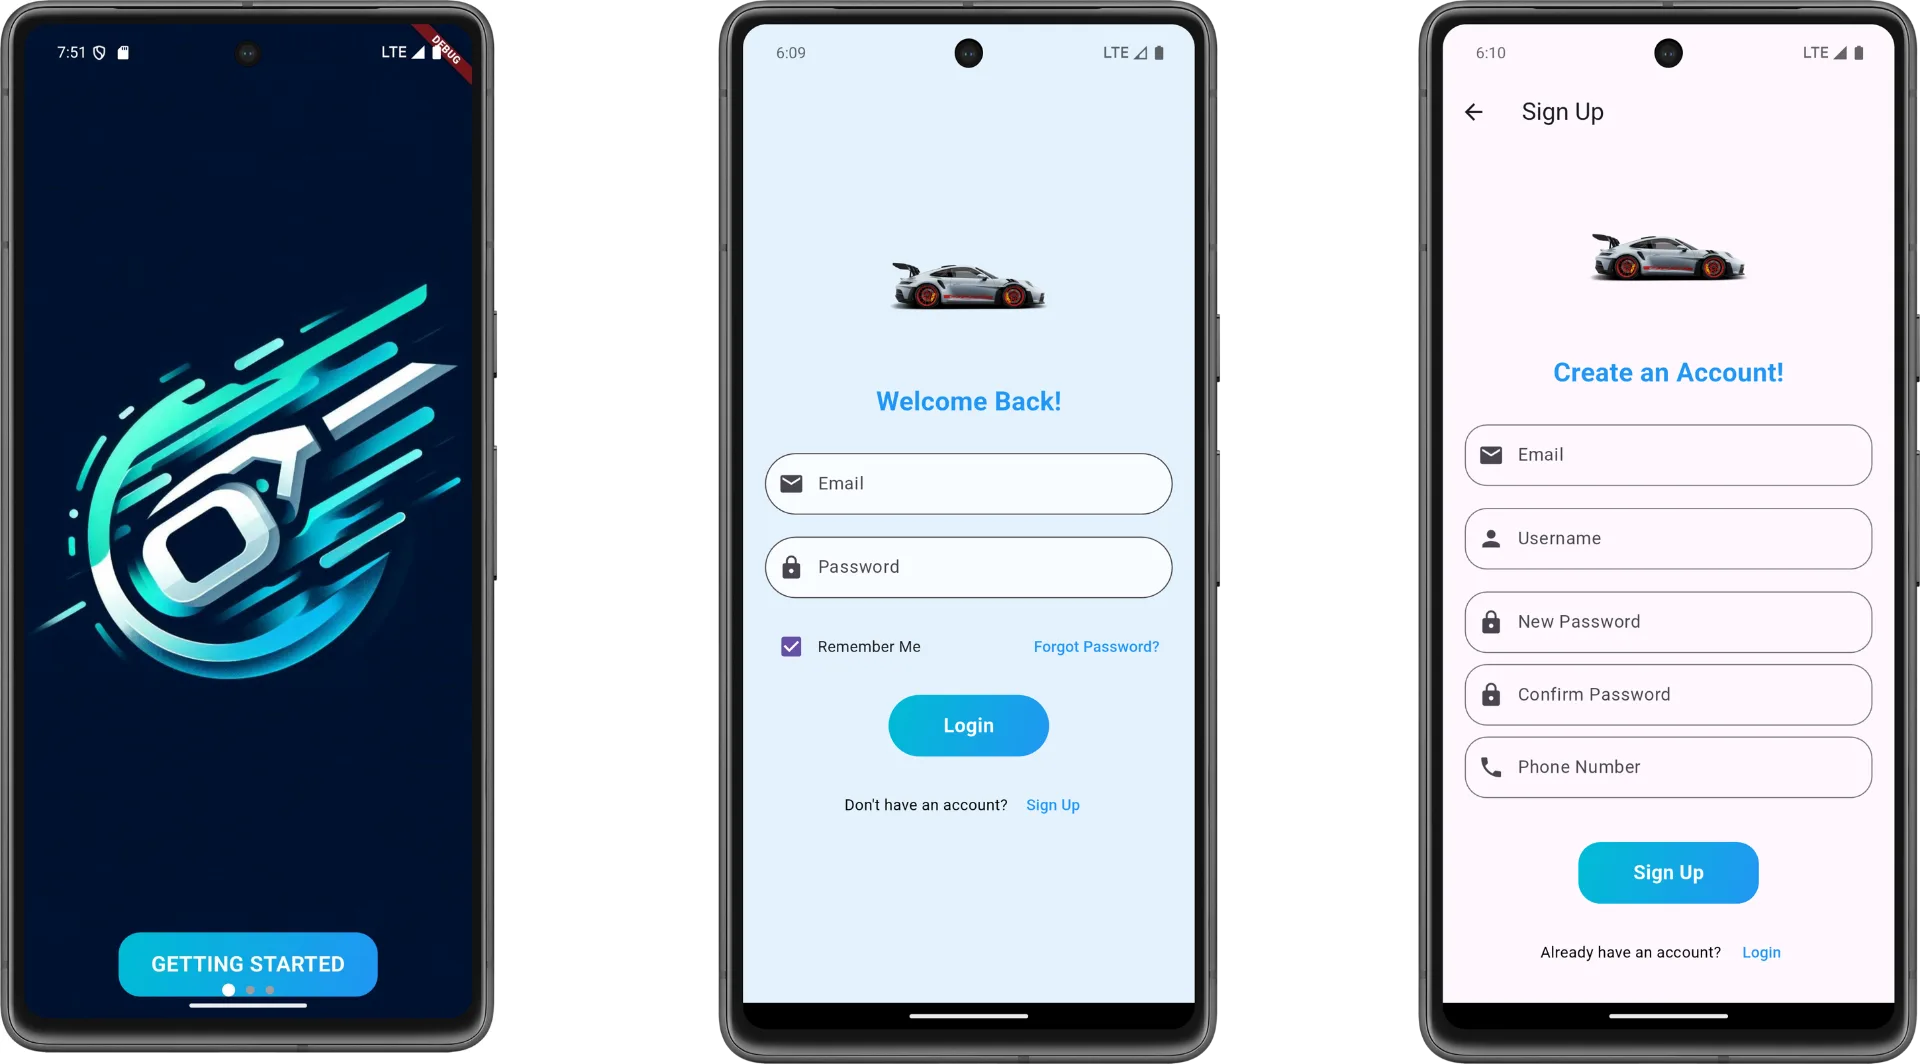 7:51
LTE
DEBUG
GETTING STARTED
6:09
LTE
Welcome Back!
Email
Password
Remember Me
Forgot Password?
Login
Don't have an account? Sign Up
6:10
LTE
Sign Up
Create an Account!
Email
Username
New Password
Confirm Password
Phone Number
Sign Up
Already have an account? Login